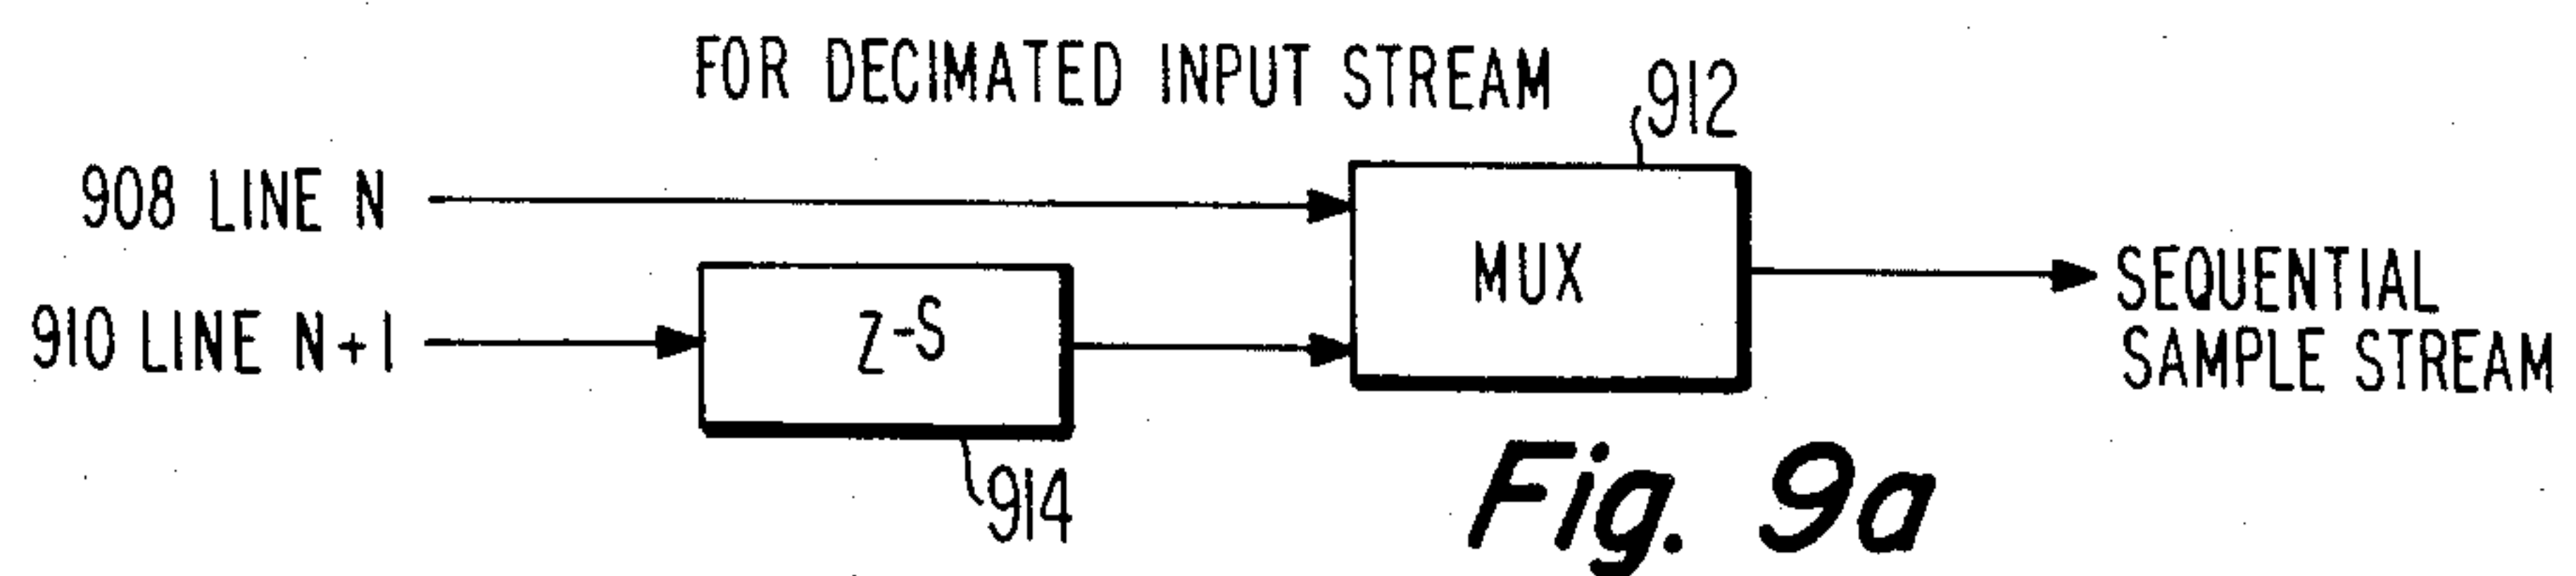 FOR DECIMATED INPUT STREAM
912
908 LINE N
MUX
SEQUENTIAL
SAMPLE STREAM
910 LINE N+1
Z-S
914
Fig. 9a